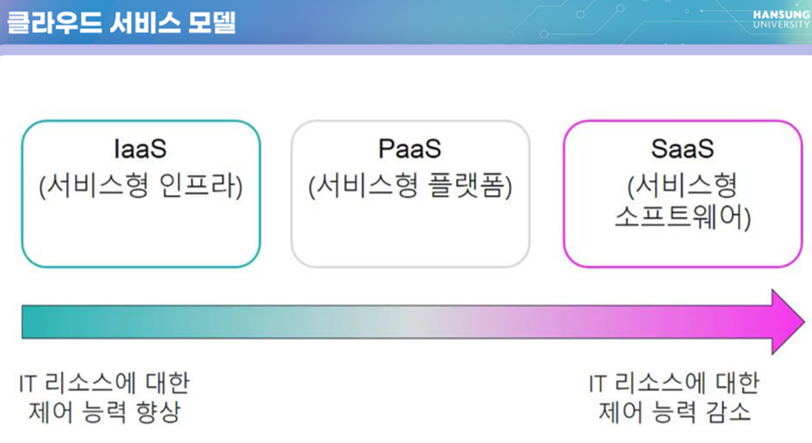 클라우드 서비스 모델
HANSUNG
UNIVERSITY
IaaS
(서비스형 인프라)
PaaS
(서비스형 플랫폼)
SaaS
(서비스형
소프트웨어)
IT 리소스에 대한
제어 능력 향상
IT 리소스에 대한
제어 능력 감소